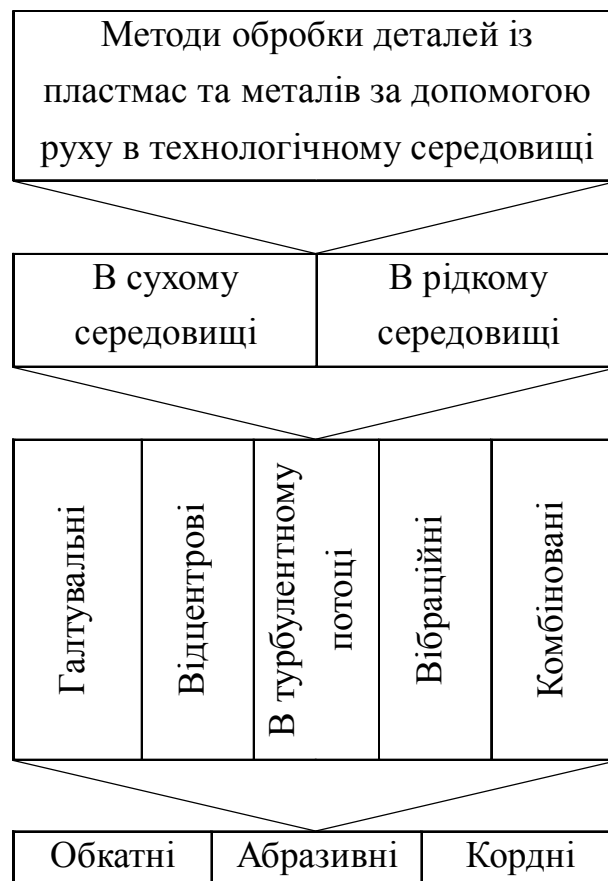 Методи обробки деталей із
пластмас та металів за допомогою
руху в технологічному середовищі
В сухому
середовищі
В рідкому
середовищі
Галтувальні
Відцентрові
В турбулентному
потоці
Вібраційні
Комбіновані
Обкатні
Абразивні
Кордні